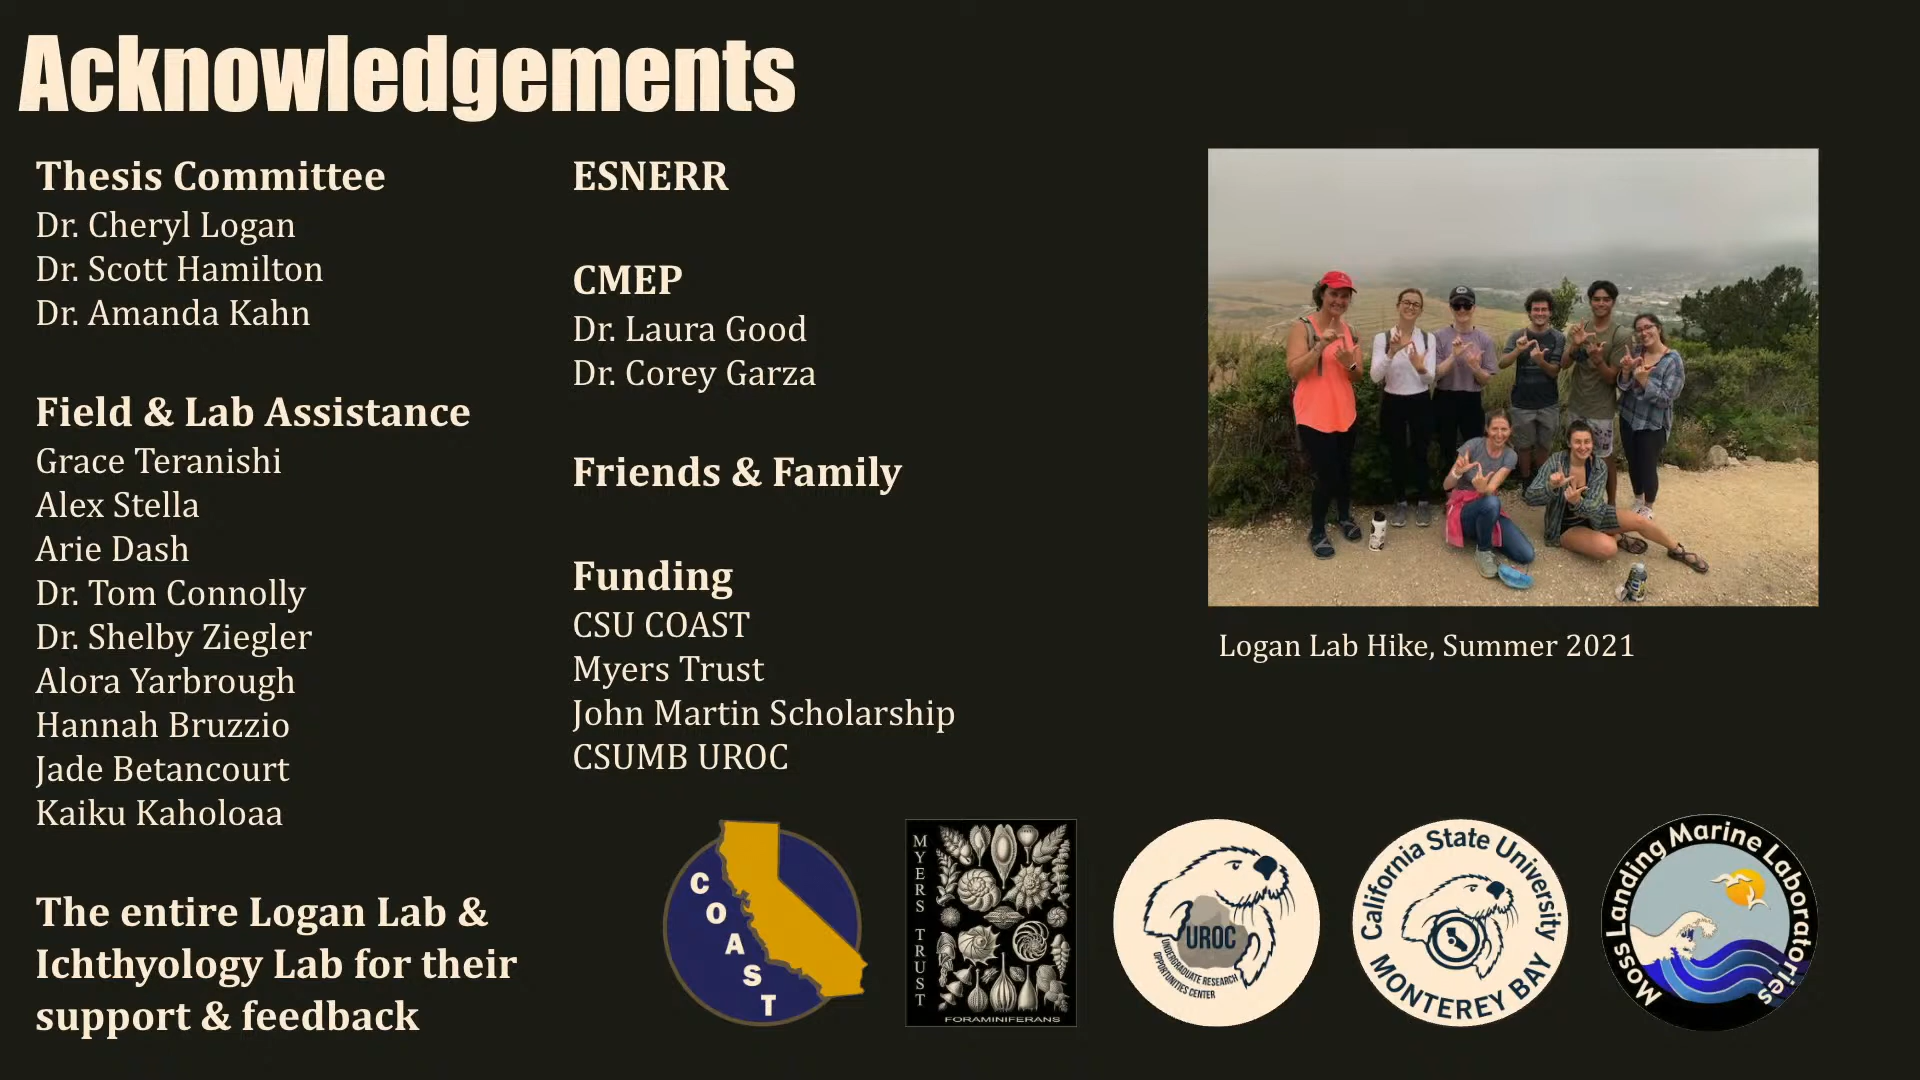 Acknowledgements
Thesis Committee
Dr. Cheryl Logan
Dr. Scott Hamilton
Dr. Amanda Kahn
Field & Lab Assistance
Grace Teranishi
Alex Stella
Arie Dash
Dr. Tom Connolly
Dr. Shelby Ziegler
Alora Yarbrough
Hannah Bruzzio
Jade Betancourt
Kaiku Kaholoaa
The entire Logan Lab &
Ichthyology Lab for their
support & feedback
ESNERR
CMEP
Dr. Laura Good
Dr. Corey Garza
Friends & Family
Funding
CSU COAST
Myers Trust
John Martin Scholarship
CSUMB UROC
Logan Lab Hike, Summer 2021
COAST
MYERS TRUST
FORAMINIFERANS
UROC
UNDERGRADUATE RESEARCH
OPPORTUNITIES CENTER
California State University
MONTEREY BAY
Moss Landing Marine Laboratories